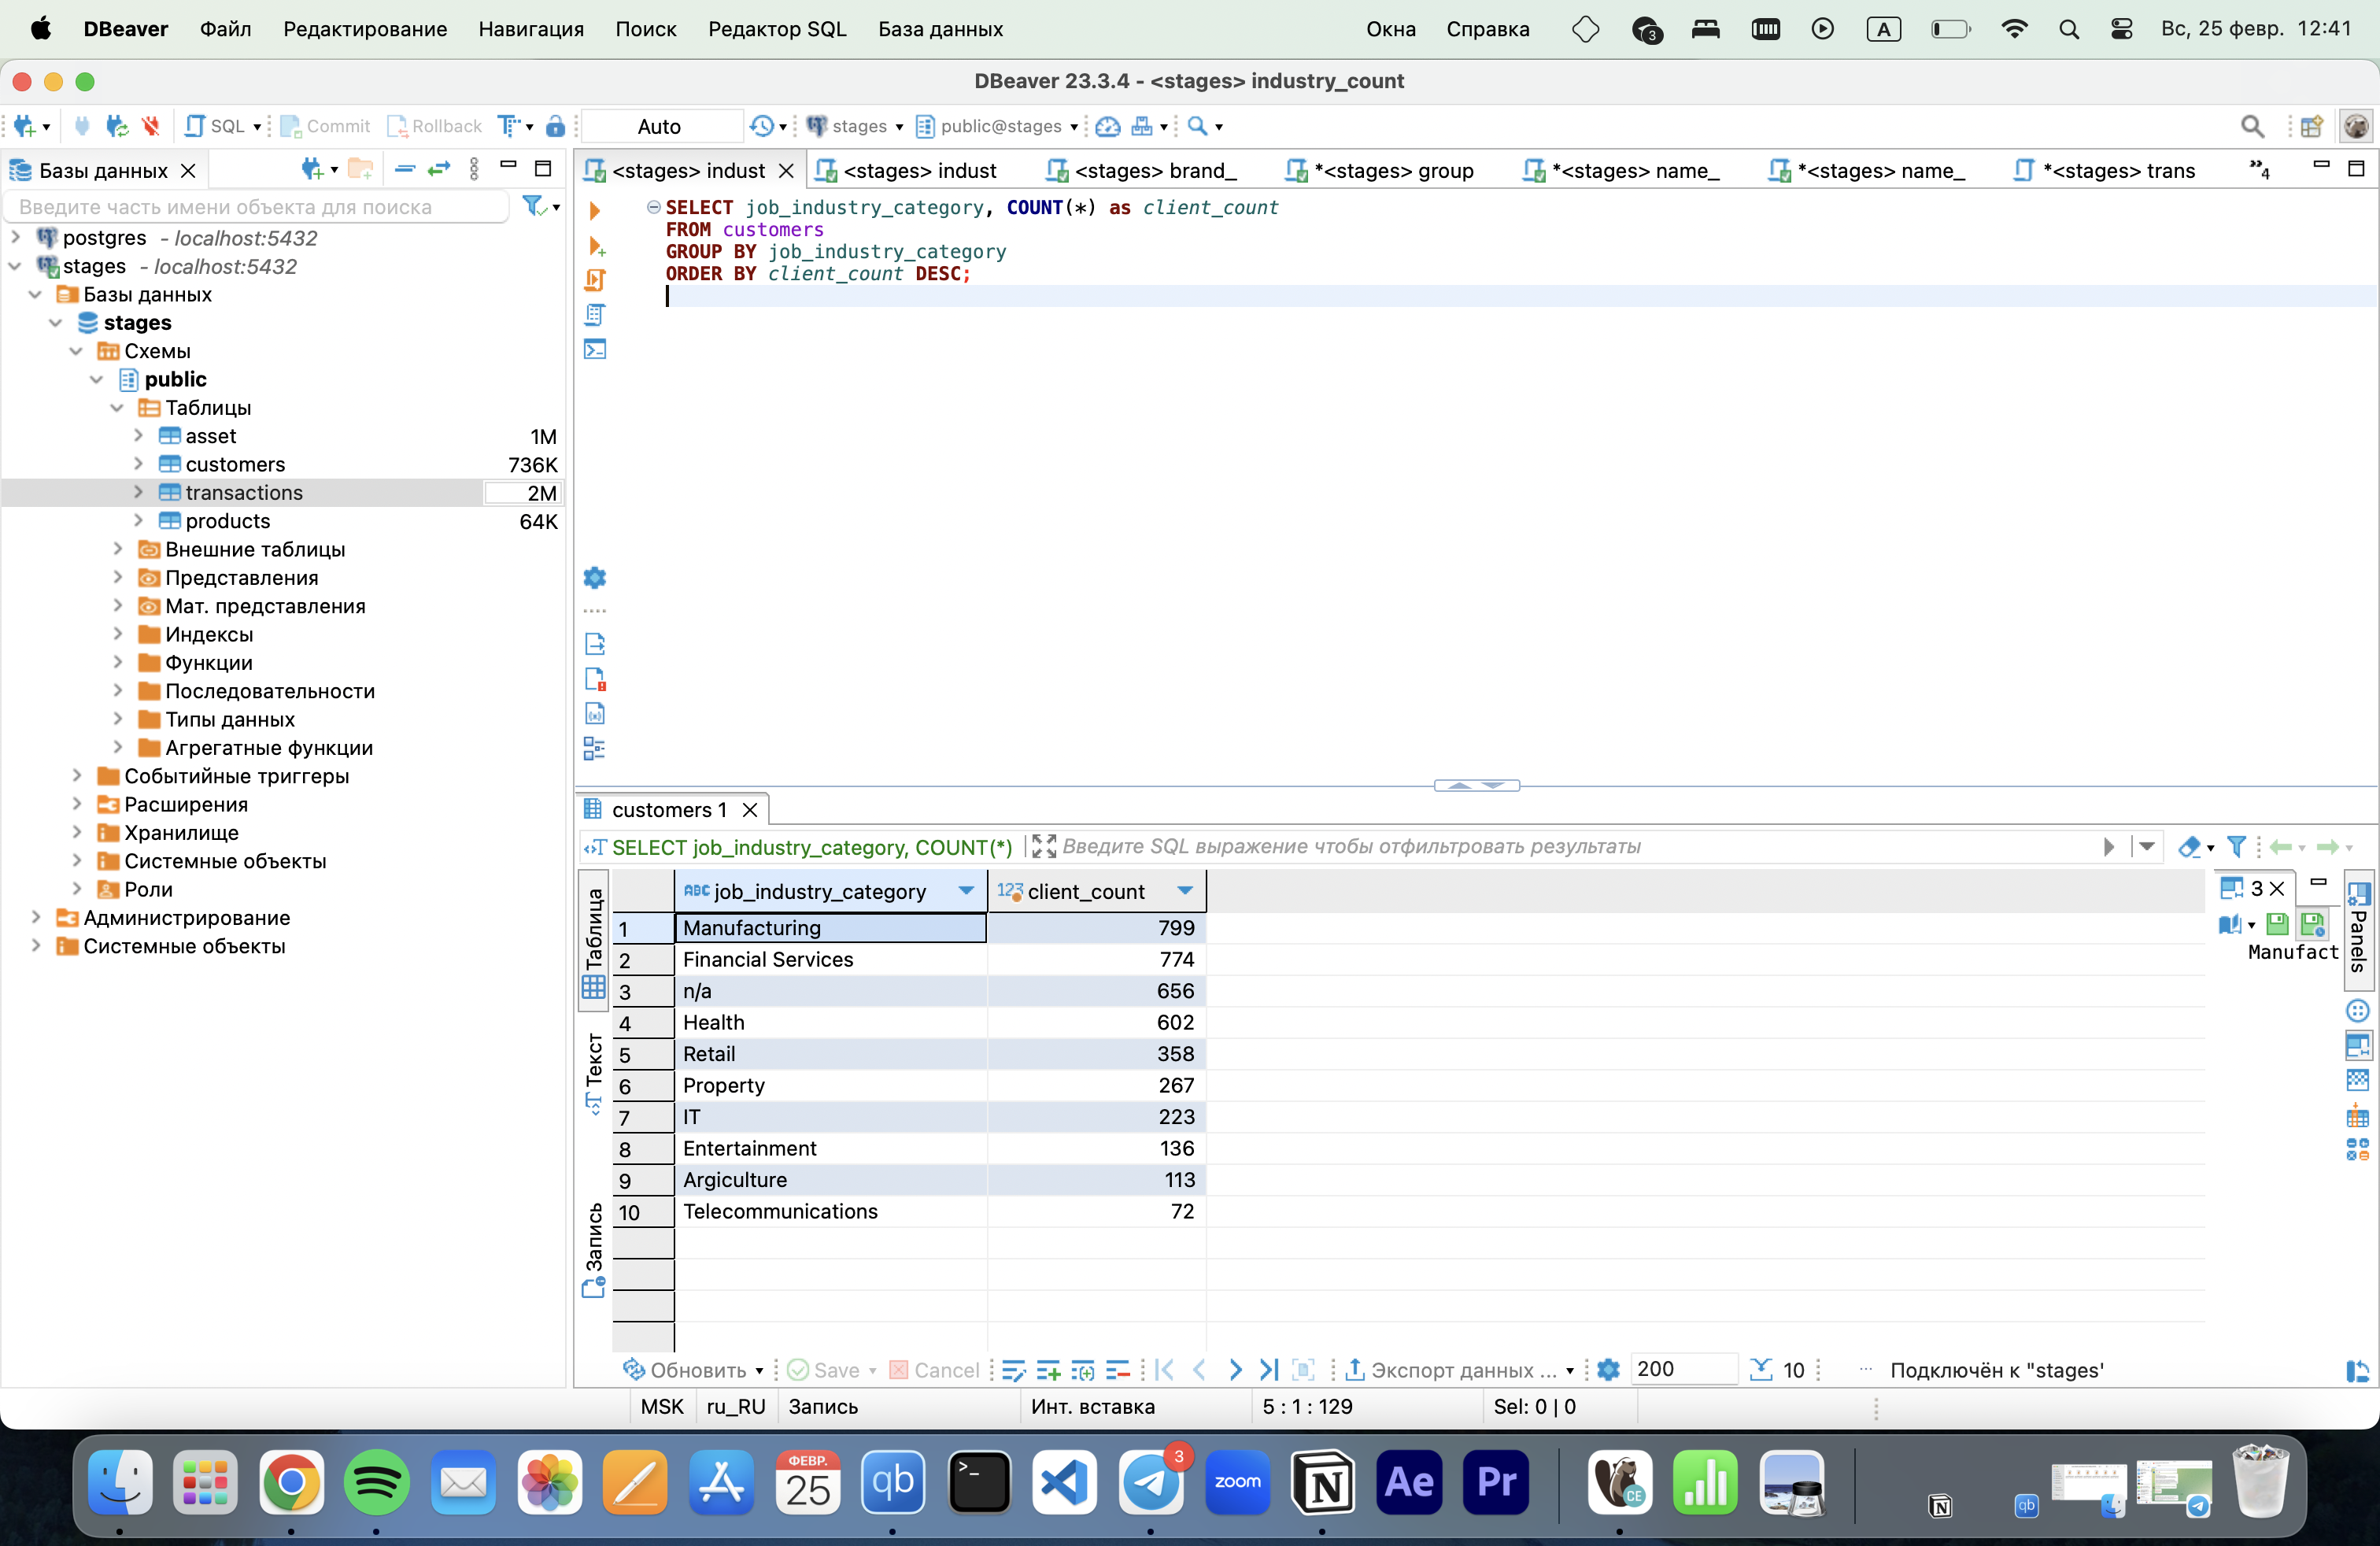 DBeaver Файл Редактирование Навигация Поиск Редактор SQL База данных Окна Справка 3 A Вс, 25 февр. 12:41
DBeaver 23.3.4 - <stages> industry_count
SQL Commit Rollback Auto stages public@stages
Базы данных
<stages> indust <stages> indust <stages> brand_ *<stages> group *<stages> name_ *<stages> name_ *<stages> trans »4
Введите часть имени объекта для поиска
postgres - localhost:5432
stages - localhost:5432
Базы данных
stages
Схемы
public
Таблицы
asset 1M
customers 736K
transactions 2M
products 64K
Внешние таблицы
Представления
Мат. представления
Индексы
Функции
Последовательности
Типы данных
Агрегатные функции
Событийные триггеры
Расширения
Хранилище
Системные объекты
Роли
Администрирование
Системные объекты
SELECT job_industry_category, COUNT(*) as client_count
FROM customers
GROUP BY job_industry_category
ORDER BY client_count DESC;
customers 1
SELECT job_industry_category, COUNT(*) Введите SQL выражение чтобы отфильтровать результаты
Таблица
Текст
Запись
ABC job_industry_category 123 client_count
1 Manufacturing 799
2 Financial Services 774
3 n/a 656
4 Health 602
5 Retail 358
6 Property 267
7 IT 223
8 Entertainment 136
9 Argiculture 113
10 Telecommunications 72
3
Manufact
Panels
Обновить Save Cancel Экспорт данных ... 200 10 ... Подключён к "stages"
MSK ru_RU Запись Инт. вставка 5 : 1 : 129 Sel: 0 | 0
ФЕВР.
25
qb
>_
3
zoom
N
Ae
Pr
CE
N
qb